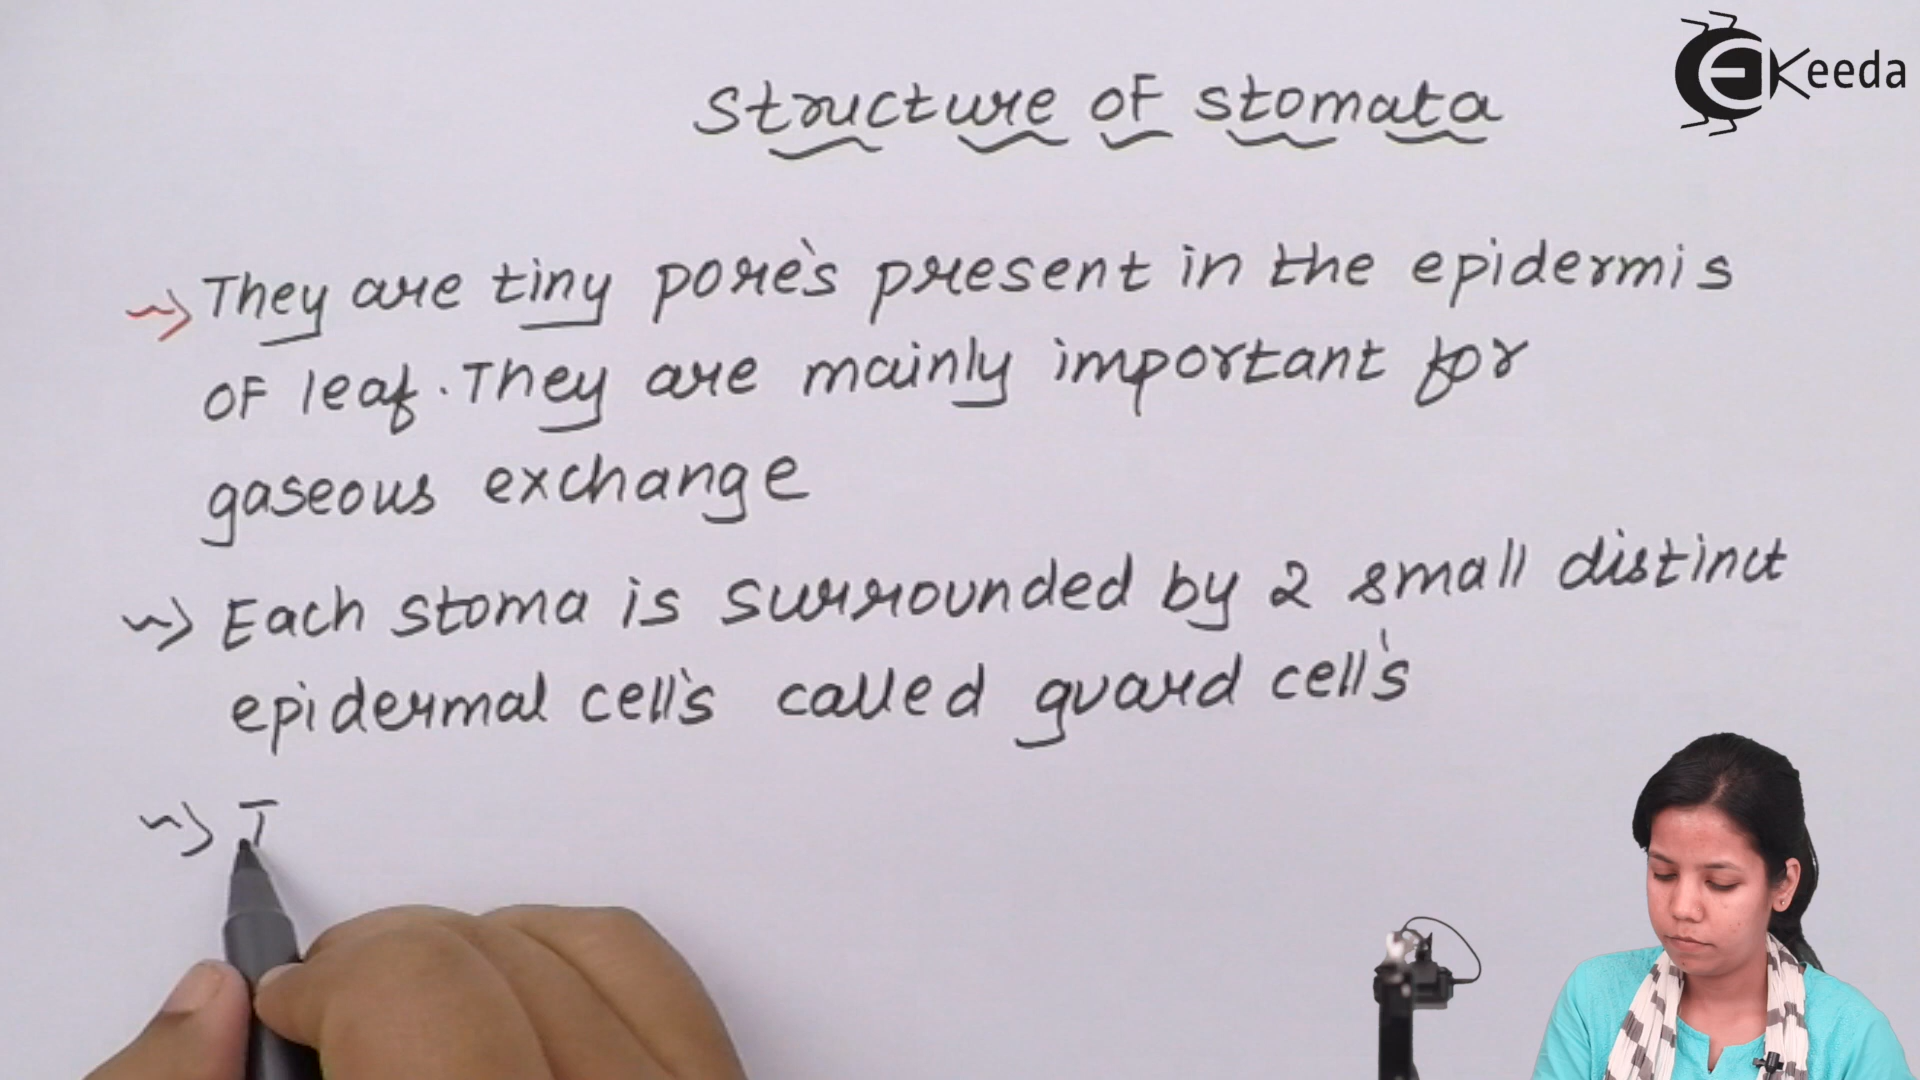 EKeeda
Structure of stomata
They are tiny pore's present in the epidermis
of leaf. They are mainly important for
gaseous exchange
Each stoma is surrounded by 2 small distinct
epidermal cell's called guard cell's
T